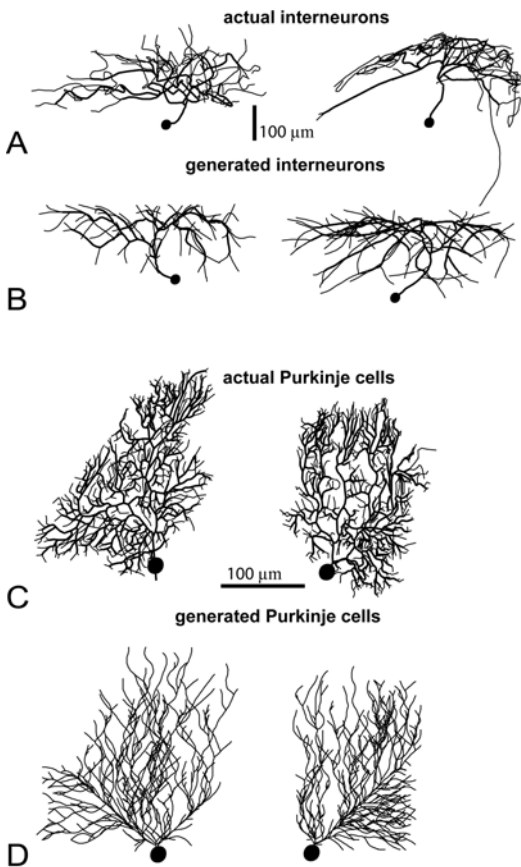 actual interneurons
100 μm
A
generated interneurons
B
actual Purkinje cells
100 μm
C
generated Purkinje cells
D